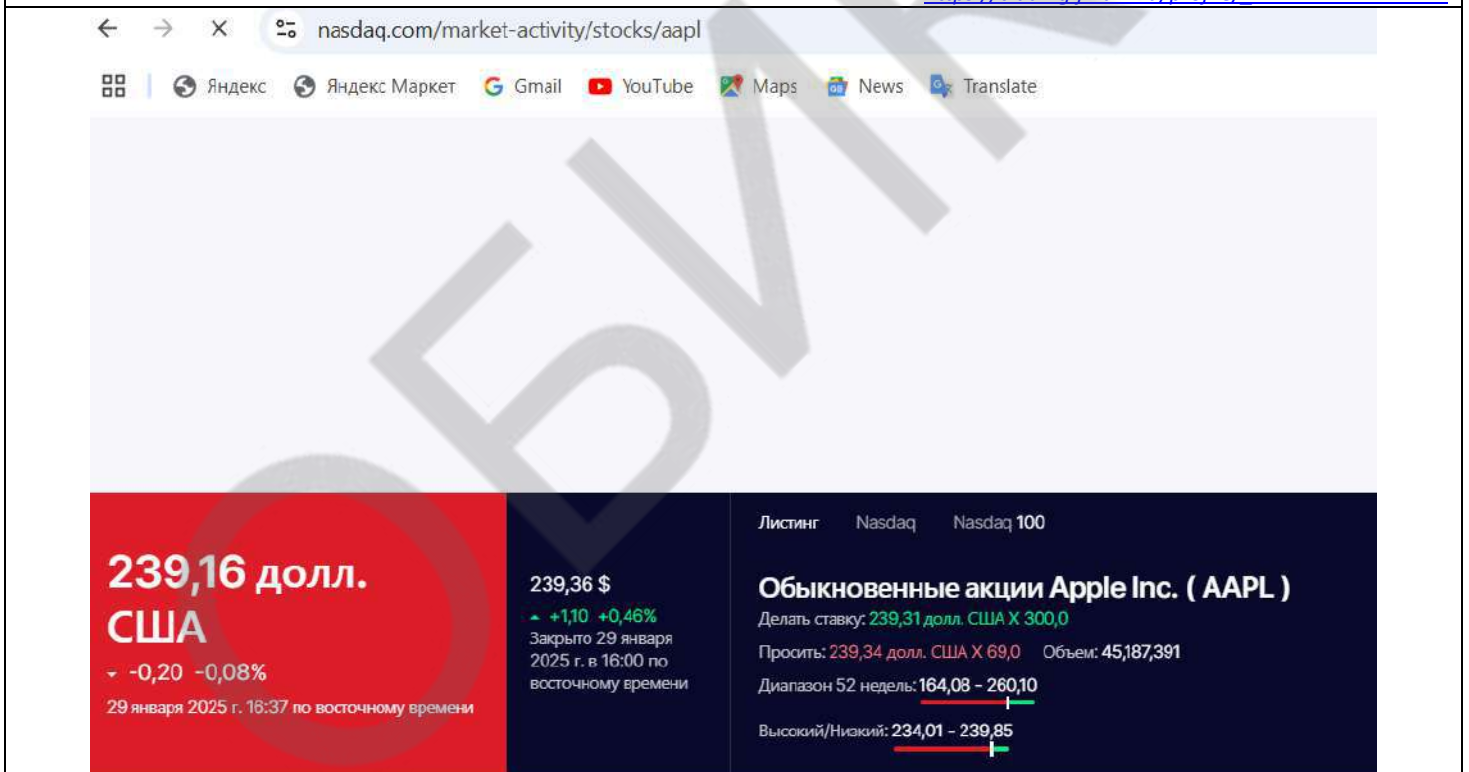 nasdaq.com/market-activity/stocks/aapl
Яндекс Яндекс Маркет Gmail YouTube Maps News Translate
239,16 долл.
США
-0,20 -0,08%
29 января 2025 г. 16:37 по восточному времени
239,36 $
+1,10 +0,46%
Закрыто 29 января
2025 г. в 16:00 по
восточному времени
Листинг Nasdaq Nasdaq 100
Обыкновенные акции Apple Inc. ( AAPL )
Делать ставку: 239,31 долл. США X 300,0
Просить: 239,34 долл. США X 69,0 Объем: 45,187,391
Диапазон 52 недель: 164,08 – 260,10
Высокий/Низкий: 234,01 – 239,85